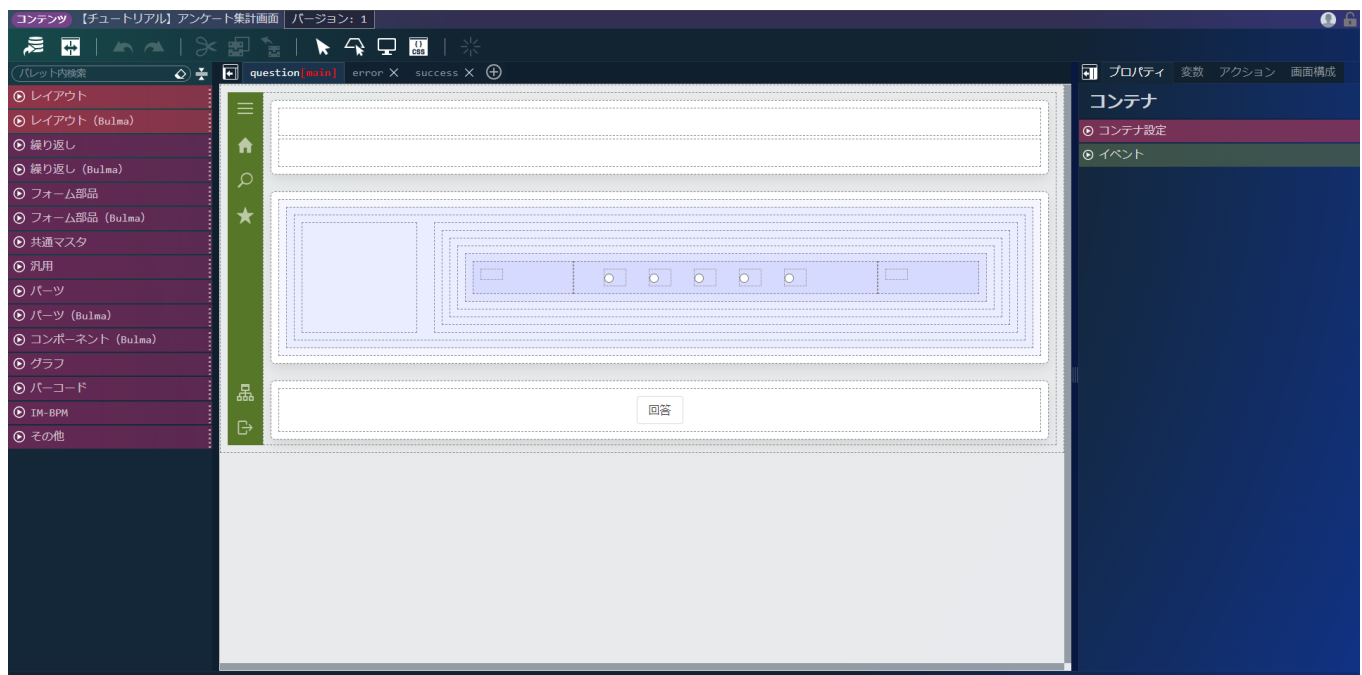 コンテンツ 【チュートリアル】アンケート集計画面 バージョン: 1
CSS
パレット内検索
question[main] error × success ×
プロパティ 変数 アクション 画面構成
レイアウト
レイアウト (Bulma)
繰り返し
繰り返し (Bulma)
フォーム部品
フォーム部品 (Bulma)
共通マスタ
汎用
パーツ
パーツ (Bulma)
コンポーネント (Bulma)
グラフ
バーコード
IM-BPM
その他
回答
コンテナ
コンテナ設定
イベント